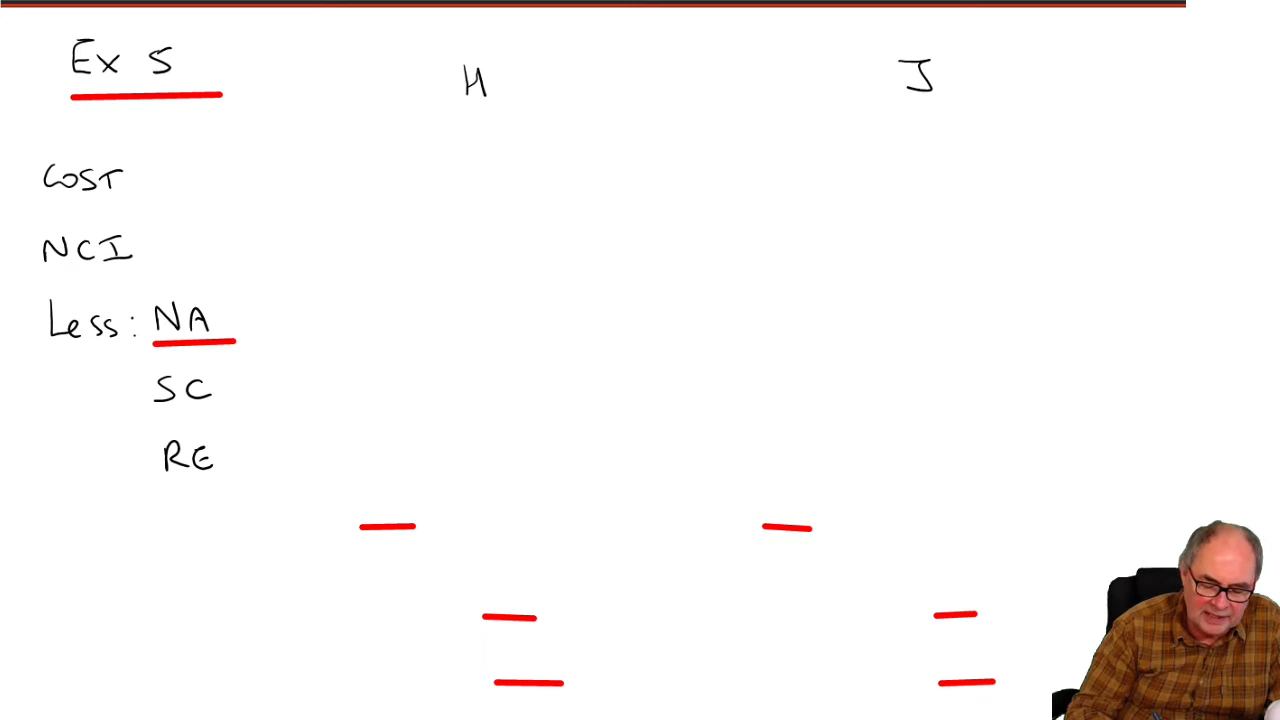 Ex 5
H J
COST
NCI
Less: NA
SC
RE